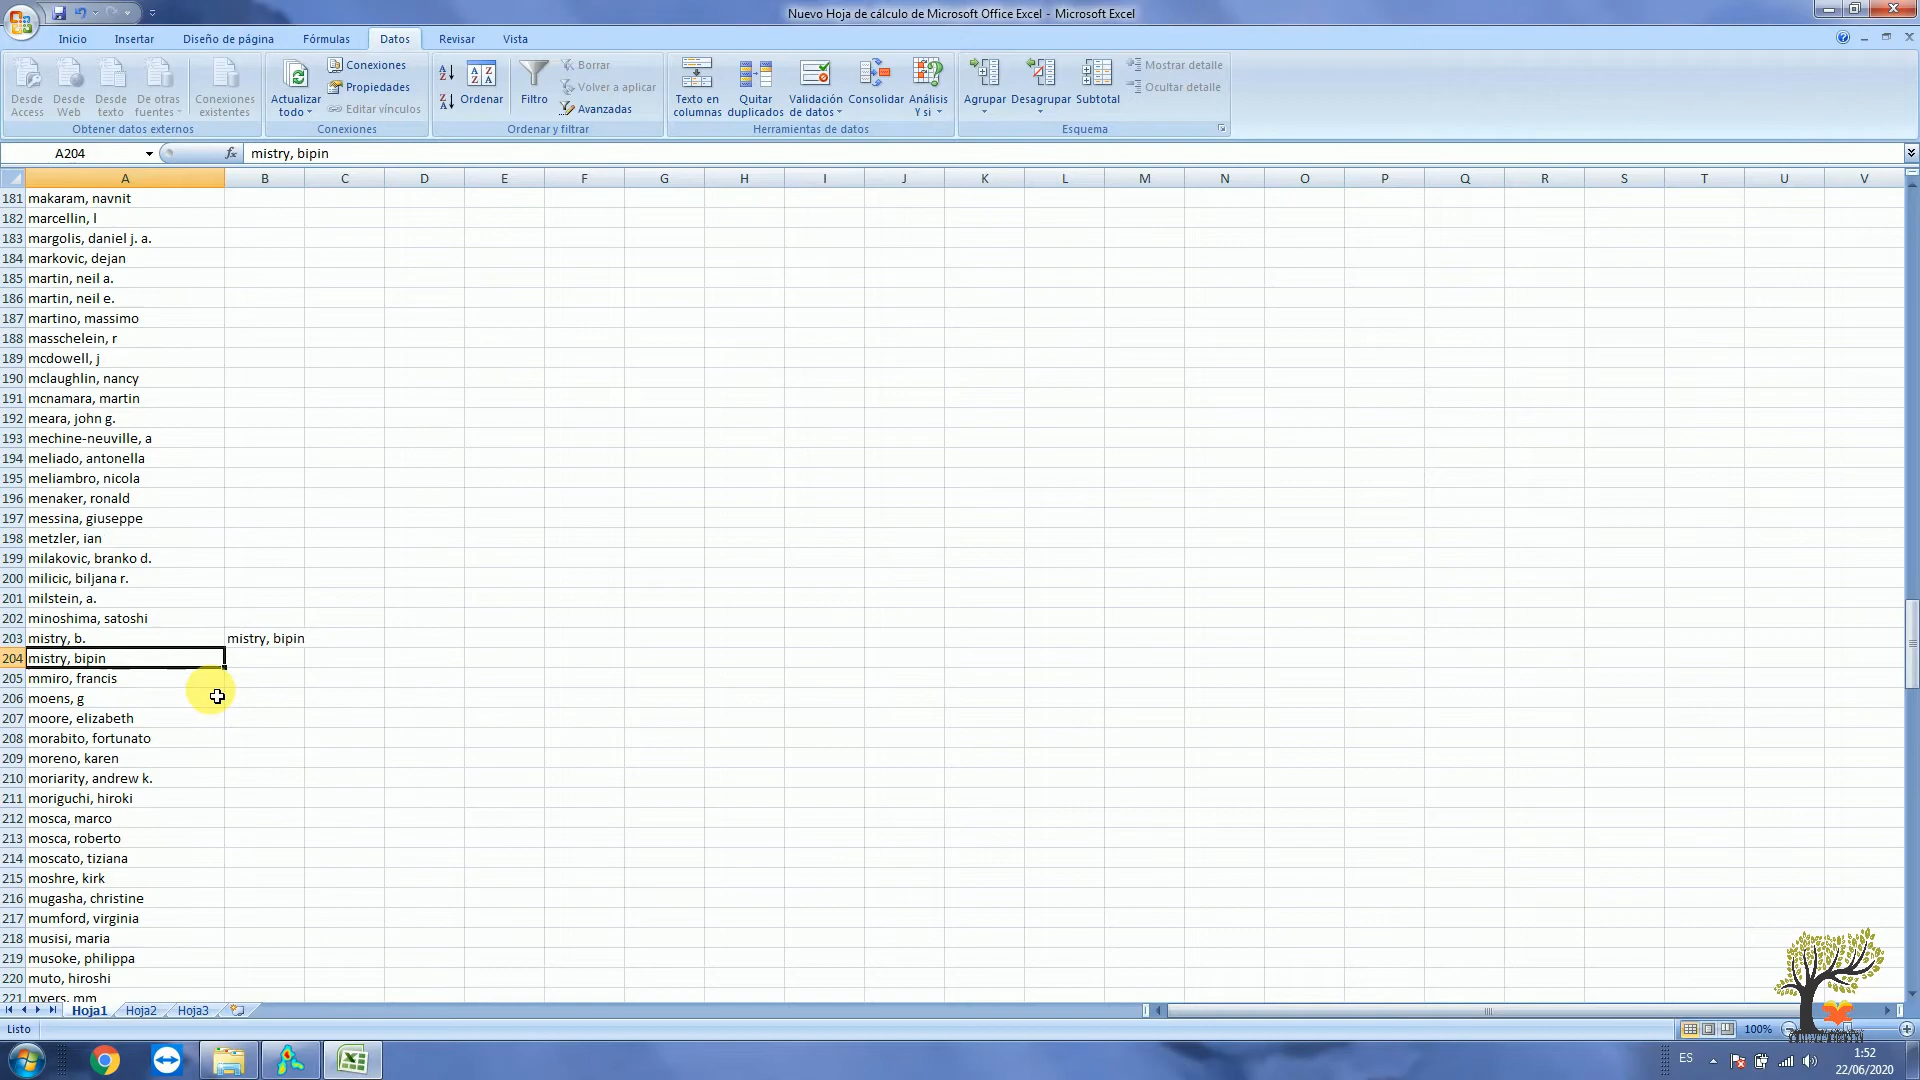 Nuevo Hoja de cálculo de Microsoft Office Excel - Microsoft Excel
Inicio Insertar Diseño de página Fórmulas Datos Revisar Vista
Desde Access
Desde Web
Desde texto
De otras fuentes
Conexiones existentes
Obtener datos externos
Actualizar todo
Conexiones
Propiedades
Editar vínculos
Conexiones
Ordenar
Filtro
Borrar
Volver a aplicar
Avanzadas
Ordenar y filtrar
Texto en columnas
Quitar duplicados
Validación de datos
Consolidar
Análisis Y si
Herramientas de datos
Agrupar
Desagrupar
Subtotal
Mostrar detalle
Ocultar detalle
Esquema
A204 fx mistry, bipin
A B C D E F G H I J K L M N O P Q R S T U V
181 makaram, navnit
182 marcellin, l
183 margolis, daniel j. a.
184 markovic, dejan
185 martin, neil a.
186 martin, neil e.
187 martino, massimo
188 masschelein, r
189 mcdowell, j
190 mclaughlin, nancy
191 mcnamara, martin
192 meara, john g.
193 mechine-neuville, a
194 meliado, antonella
195 meliambro, nicola
196 menaker, ronald
197 messina, giuseppe
198 metzler, ian
199 milakovic, branko d.
200 milicic, biljana r.
201 milstein, a.
202 minoshima, satoshi
203 mistry, b. mistry, bipin
204 mistry, bipin
205 mmiro, francis
206 moens, g
207 moore, elizabeth
208 morabito, fortunato
209 moreno, karen
210 moriarity, andrew k.
211 moriguchi, hiroki
212 mosca, marco
213 mosca, roberto
214 moscato, tiziana
215 moshre, kirk
216 mugasha, christine
217 mumford, virginia
218 musisi, maria
219 musoke, philippa
220 muto, hiroshi
221 myers, mm
Hoja1 Hoja2 Hoja3
Listo 100%
ES 1:52
22/06/2020